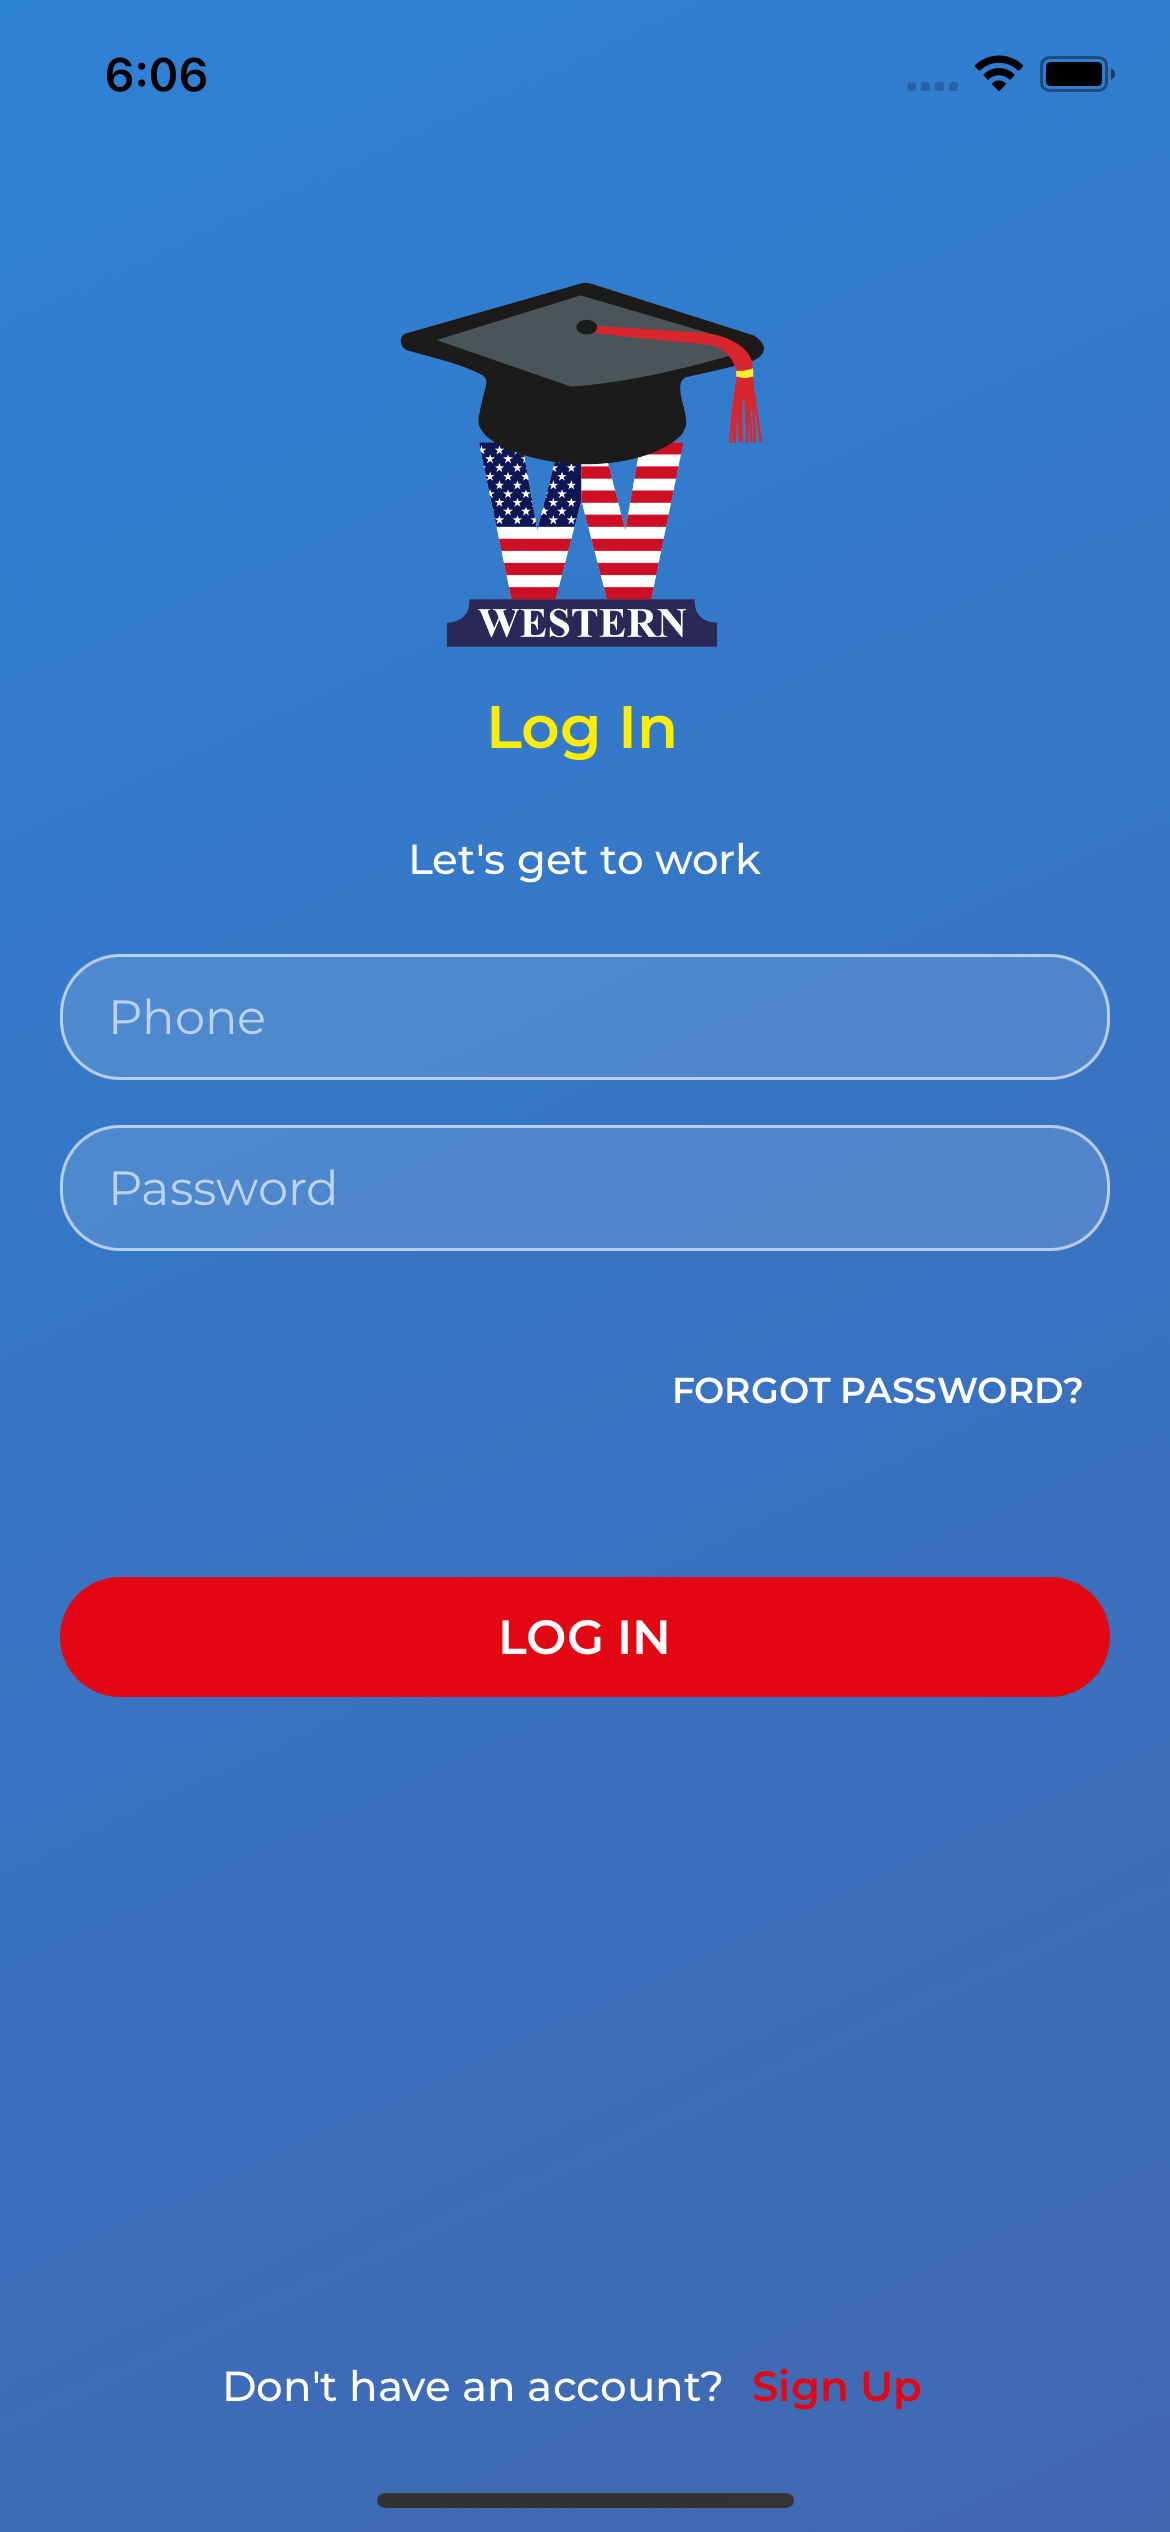 6:06
WESTERN
Log In
Let's get to work
Phone
Password
FORGOT PASSWORD?
LOG IN
Don't have an account? Sign Up